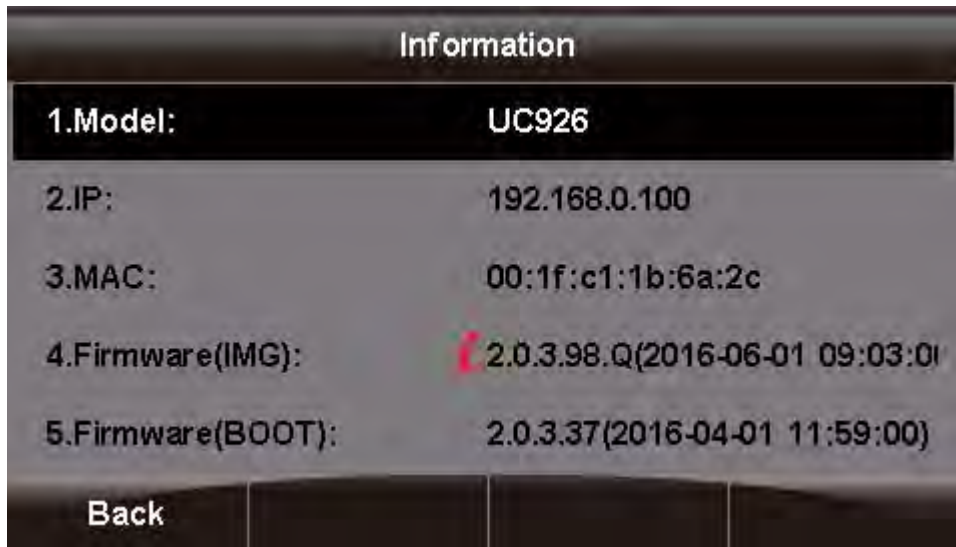 Information
1.Model: UC926
2.IP: 192.168.0.100
3.MAC: 00:1f:c1:1b:6a:2c
4.Firmware(IMG): 2.0.3.98.Q(2016-06-01 09:03:0
5.Firmware(BOOT): 2.0.3.37(2016-04-01 11:59:00)
Back